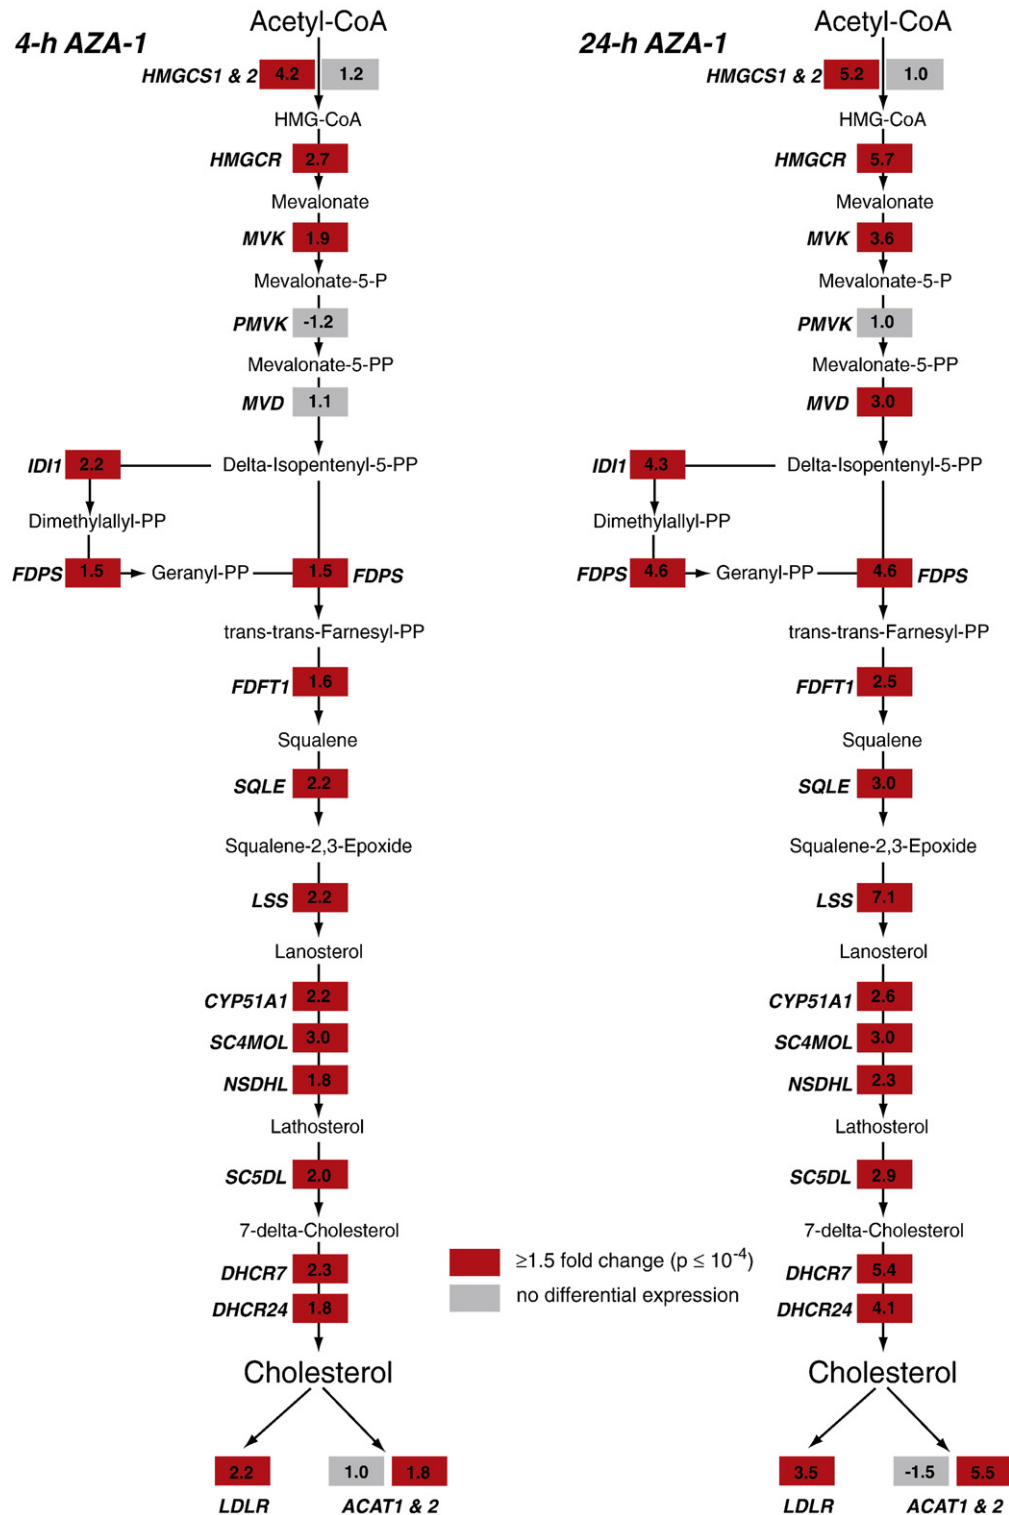 4-h AZA-1
Acetyl-CoA
HMGCS1 & 2 4.2 1.2
HMG-CoA
HMGCR 2.7
Mevalonate
MVK 1.9
Mevalonate-5-P
PMVK -1.2
Mevalonate-5-PP
MVD 1.1
IDI1 2.2 Delta-Isopentenyl-5-PP
Dimethylallyl-PP
FDPS 1.5 Geranyl-PP 1.5 FDPS
trans-trans-Farnesyl-PP
FDFT1 1.6
Squalene
SQLE 2.2
Squalene-2,3-Epoxide
LSS 2.2
Lanosterol
CYP51A1 2.2
SC4MOL 3.0
NSDHL 1.8
Lathosterol
SC5DL 2.0
7-delta-Cholesterol
DHCR7 2.3
DHCR24 1.8
Cholesterol
2.2 1.0 1.8
LDLR ACAT1 & 2
24-h AZA-1
Acetyl-CoA
HMGCS1 & 2 5.2 1.0
HMG-CoA
HMGCR 5.7
Mevalonate
MVK 3.6
Mevalonate-5-P
PMVK 1.0
Mevalonate-5-PP
MVD 3.0
IDI1 4.3 Delta-Isopentenyl-5-PP
Dimethylallyl-PP
FDPS 4.6 Geranyl-PP 4.6 FDPS
trans-trans-Farnesyl-PP
FDFT1 2.5
Squalene
SQLE 3.0
Squalene-2,3-Epoxide
LSS 7.1
Lanosterol
CYP51A1 2.6
SC4MOL 3.0
NSDHL 2.3
Lathosterol
SC5DL 2.9
7-delta-Cholesterol
DHCR7 5.4
DHCR24 4.1
Cholesterol
3.5 -1.5 5.5
LDLR ACAT1 & 2
≥1.5 fold change (p ≤ 10⁻⁴)
no differential expression